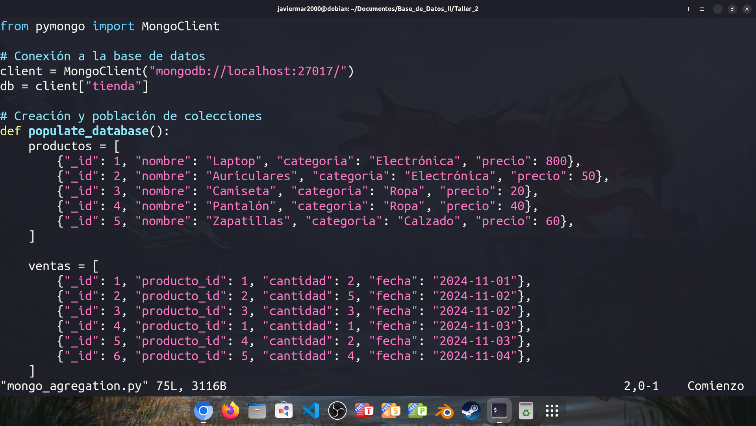 javiermar2000@debian: ~/Documentos/Base_de_Datos_II/Taller_2
from pymongo import MongoClient
# Conexión a la base de datos
client = MongoClient("mongodb://localhost:27017/")
db = client["tienda"]
# Creación y población de colecciones
def populate_database():
    productos = [
        {"_id": 1, "nombre": "Laptop", "categoria": "Electrónica", "precio": 800},
        {"_id": 2, "nombre": "Auriculares", "categoria": "Electrónica", "precio": 50},
        {"_id": 3, "nombre": "Camiseta", "categoria": "Ropa", "precio": 20},
        {"_id": 4, "nombre": "Pantalón", "categoria": "Ropa", "precio": 40},
        {"_id": 5, "nombre": "Zapatillas", "categoria": "Calzado", "precio": 60},
    ]
    ventas = [
        {"_id": 1, "producto_id": 1, "cantidad": 2, "fecha": "2024-11-01"},
        {"_id": 2, "producto_id": 2, "cantidad": 5, "fecha": "2024-11-02"},
        {"_id": 3, "producto_id": 3, "cantidad": 3, "fecha": "2024-11-02"},
        {"_id": 4, "producto_id": 1, "cantidad": 1, "fecha": "2024-11-03"},
        {"_id": 5, "producto_id": 4, "cantidad": 2, "fecha": "2024-11-03"},
        {"_id": 6, "producto_id": 5, "cantidad": 4, "fecha": "2024-11-04"},
    ]
"mongo_agregation.py" 75L, 3116B 2,0-1 Comienzo
T S P